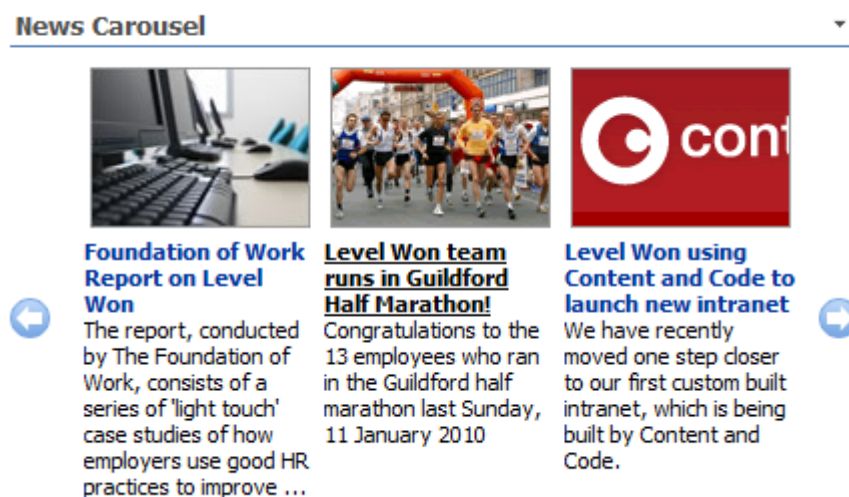 News Carousel
cont
Foundation of Work
Report on Level
Won
The report, conducted
by The Foundation of
Work, consists of a
series of 'light touch'
case studies of how
employers use good HR
practices to improve ...
Level Won team
runs in Guildford
Half Marathon!
Congratulations to the
13 employees who ran
in the Guildford half
marathon last Sunday,
11 January 2010
Level Won using
Content and Code to
launch new intranet
We have recently
moved one step closer
to our first custom built
intranet, which is being
built by Content and
Code.